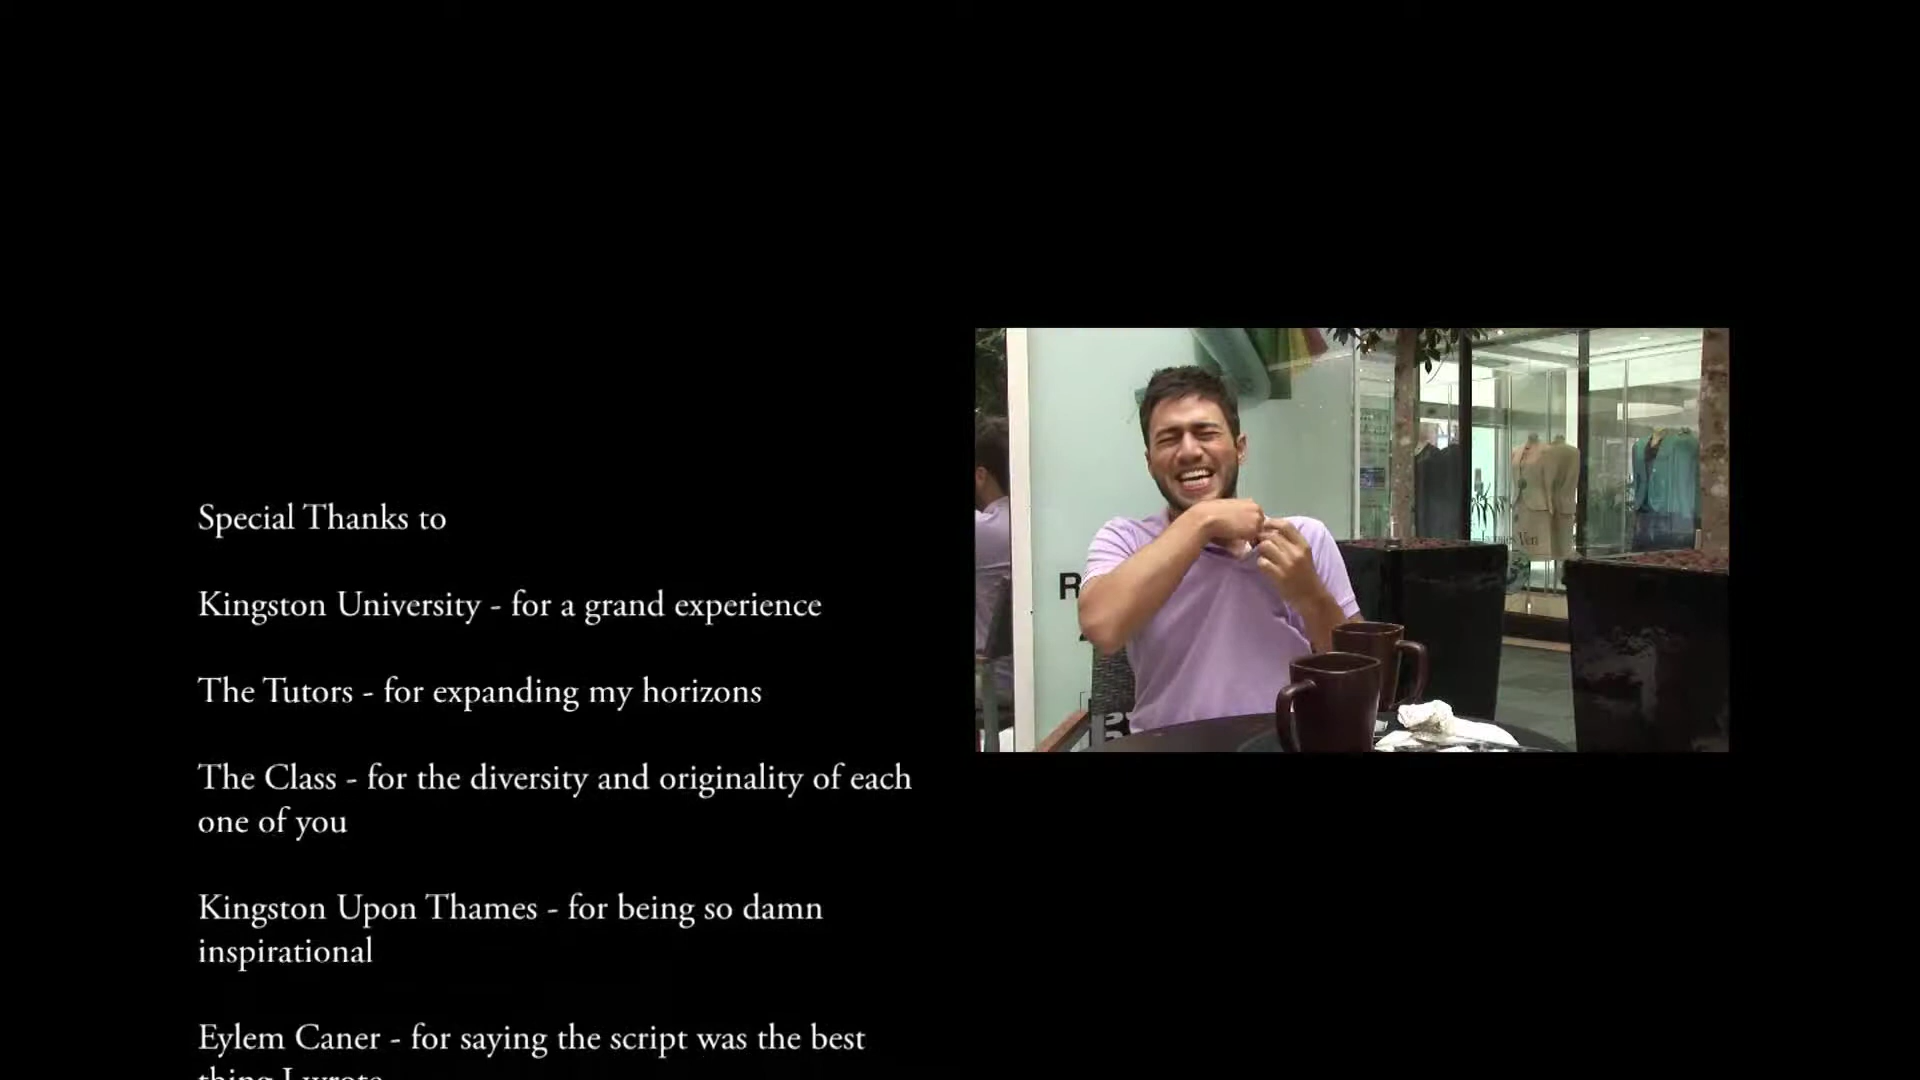 Special Thanks to
Kingston University - for a grand experience
The Tutors - for expanding my horizons
The Class - for the diversity and originality of each
one of you
Kingston Upon Thames - for being so damn
inspirational
Eylem Caner - for saying the script was the best
thing I wrote
R